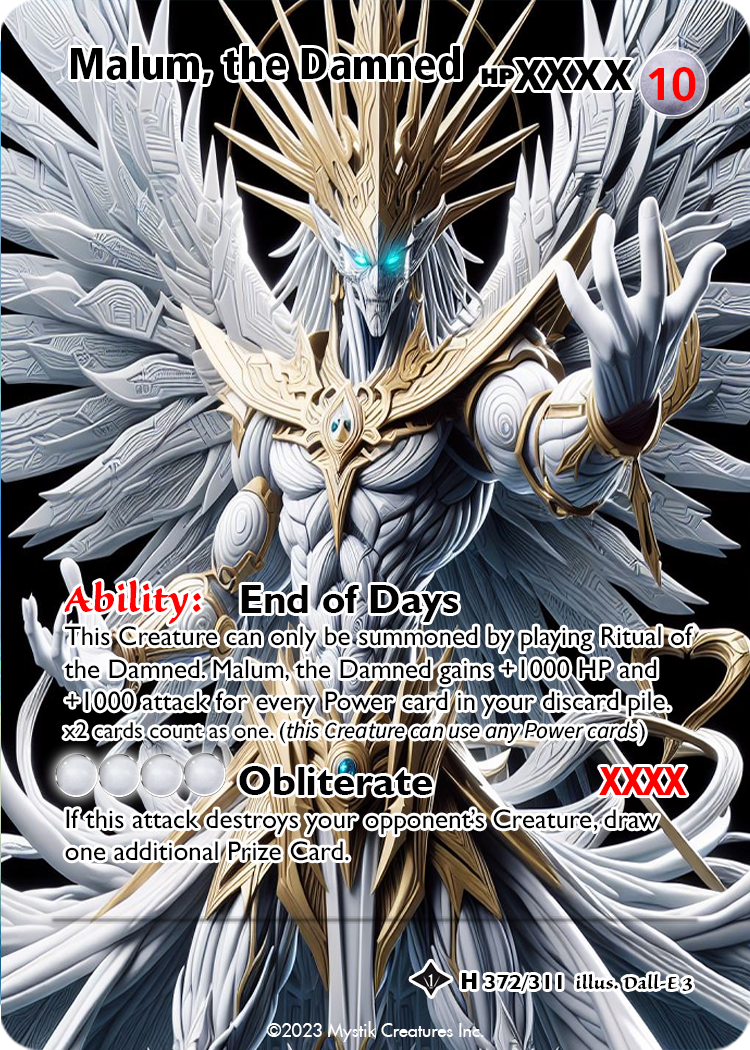 Malum, the Damned HP XXXX 10
Ability: End of Days
This Creature can only be summoned by playing Ritual of
the Damned. Malum, the Damned gains +1000 HP and
+1000 attack for every Power card in your discard pile.
x2 cards count as one. (this Creature can use any Power cards)
Obliterate XXXX
If this attack destroys your opponent's Creature, draw
one additional Prize Card.
1 H 372/311 illus. Dall-E 3
©2023 Mystik Creatures Inc.